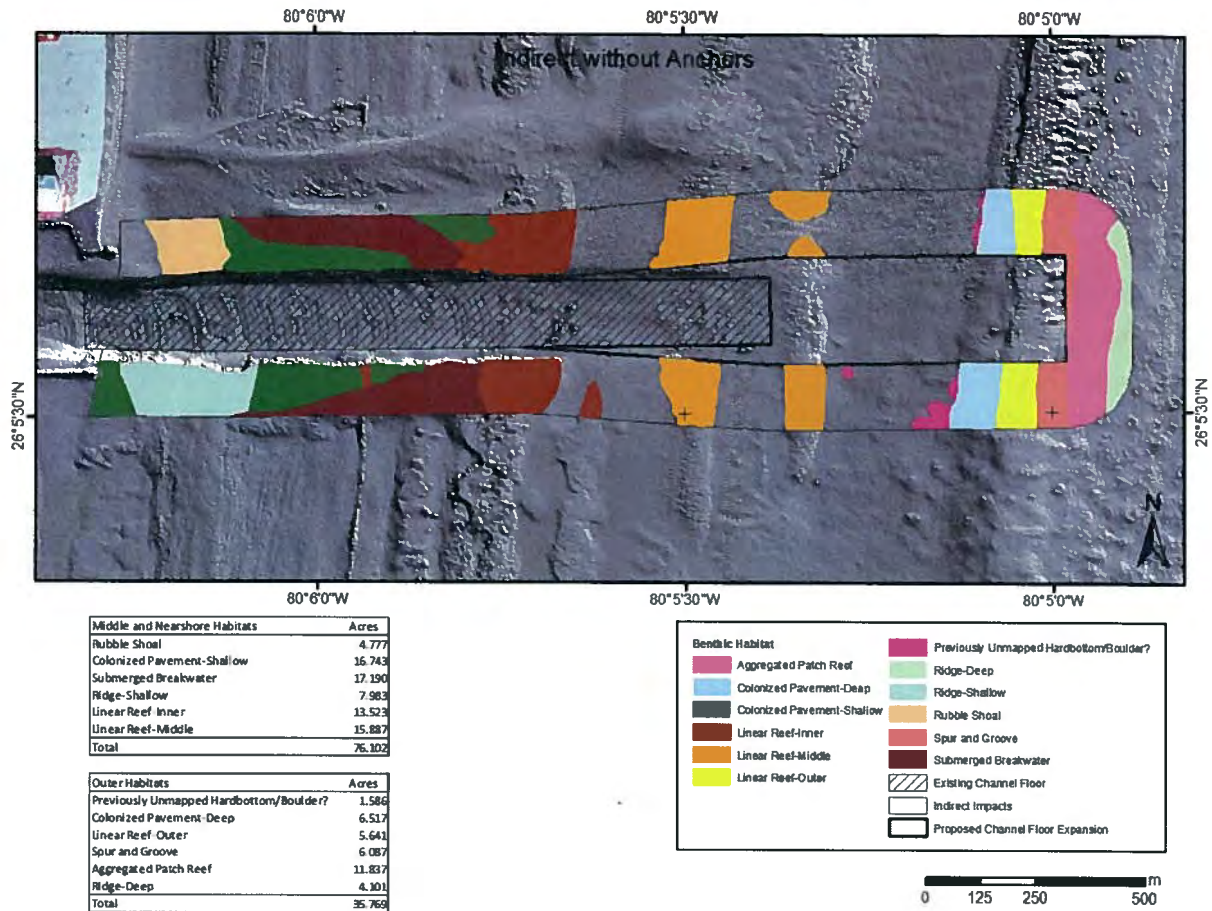 80°6'0"W 80°5'30"W 80°5'0"W
Indirect without Anchors
26°5'30"N
26°5'30"N
N
80°6'0"W 80°5'30"W 80°5'0"W
Middle and Nearshore Habitats Acres
Rubble Shoal 4.777
Colonized Pavement-Shallow 16.743
Submerged Breakwater 17.190
Ridge-Shallow 7.983
Linear Reef-Inner 13.523
Linear Reef-Middle 15.887
Total 76.102
Outer Habitats Acres
Previously Unmapped Hardbottom/Boulder? 1.586
Colonized Pavement-Deep 6.517
Linear Reef-Outer 5.641
Spur and Groove 6.087
Aggregated Patch Reef 11.837
Ridge-Deep 4.101
Total 35.769
Benthic Habitat
Aggregated Patch Reef
Colonized Pavement-Deep
Colonized Pavement-Shallow
Linear Reef-Inner
Linear Reef-Middle
Linear Reef-Outer
Previously Unmapped Hardbottom/Boulder?
Ridge-Deep
Ridge-Shallow
Rubble Shoal
Spur and Groove
Submerged Breakwater
Existing Channel Floor
Indirect Impacts
Proposed Channel Floor Expansion
m
0 125 250 500